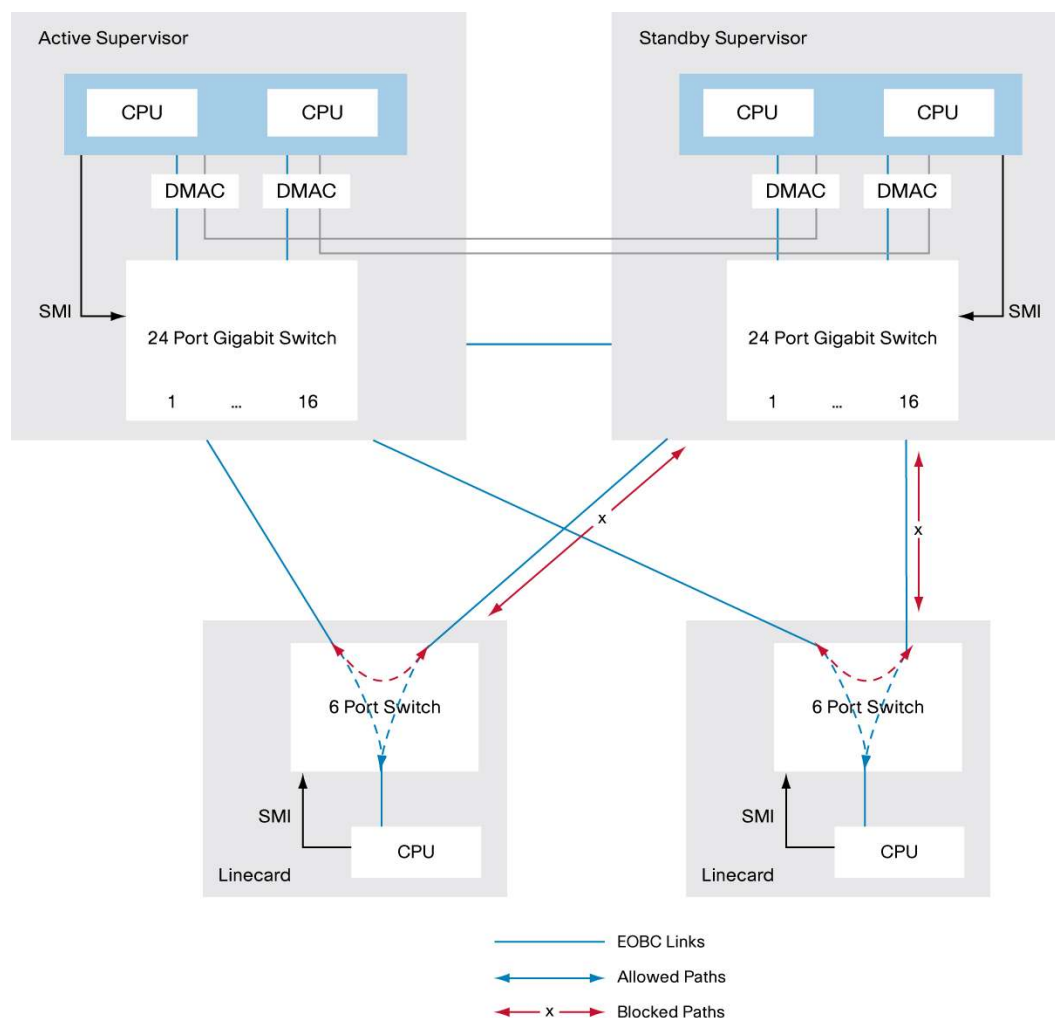 Active Supervisor
Standby Supervisor
CPU
CPU
CPU
CPU
DMAC
DMAC
DMAC
DMAC
SMI
SMI
24 Port Gigabit Switch
24 Port Gigabit Switch
1 ... 16
1 ... 16
x
x
6 Port Switch
6 Port Switch
SMI
SMI
CPU
CPU
Linecard
Linecard
EOBC Links
Allowed Paths
x Blocked Paths